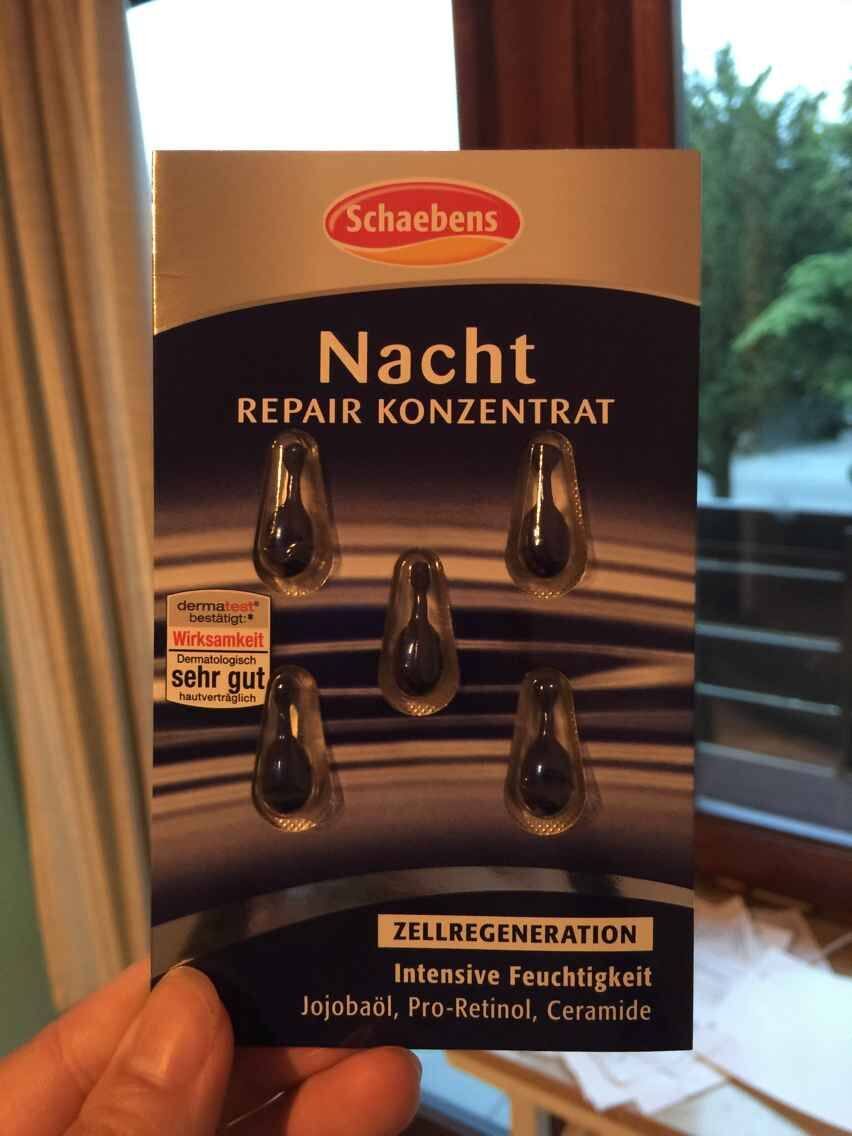 Schaebens
Nacht
REPAIR KONZENTRAT
dermatest®
bestätigt:*
Wirksamkeit
Dermatologisch
sehr gut
hautverträglich
ZELLREGENERATION
Intensive Feuchtigkeit
Jojobaöl, Pro-Retinol, Ceramide